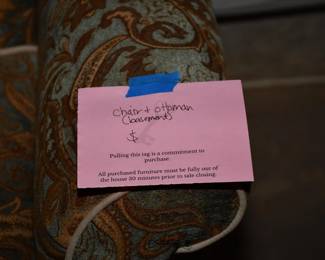 chair + ottoman
(basement)
$
Pulling this tag is a commitment to
purchase.
All purchased furniture must be fully out of
the house 30 minutes prior to sale closing.